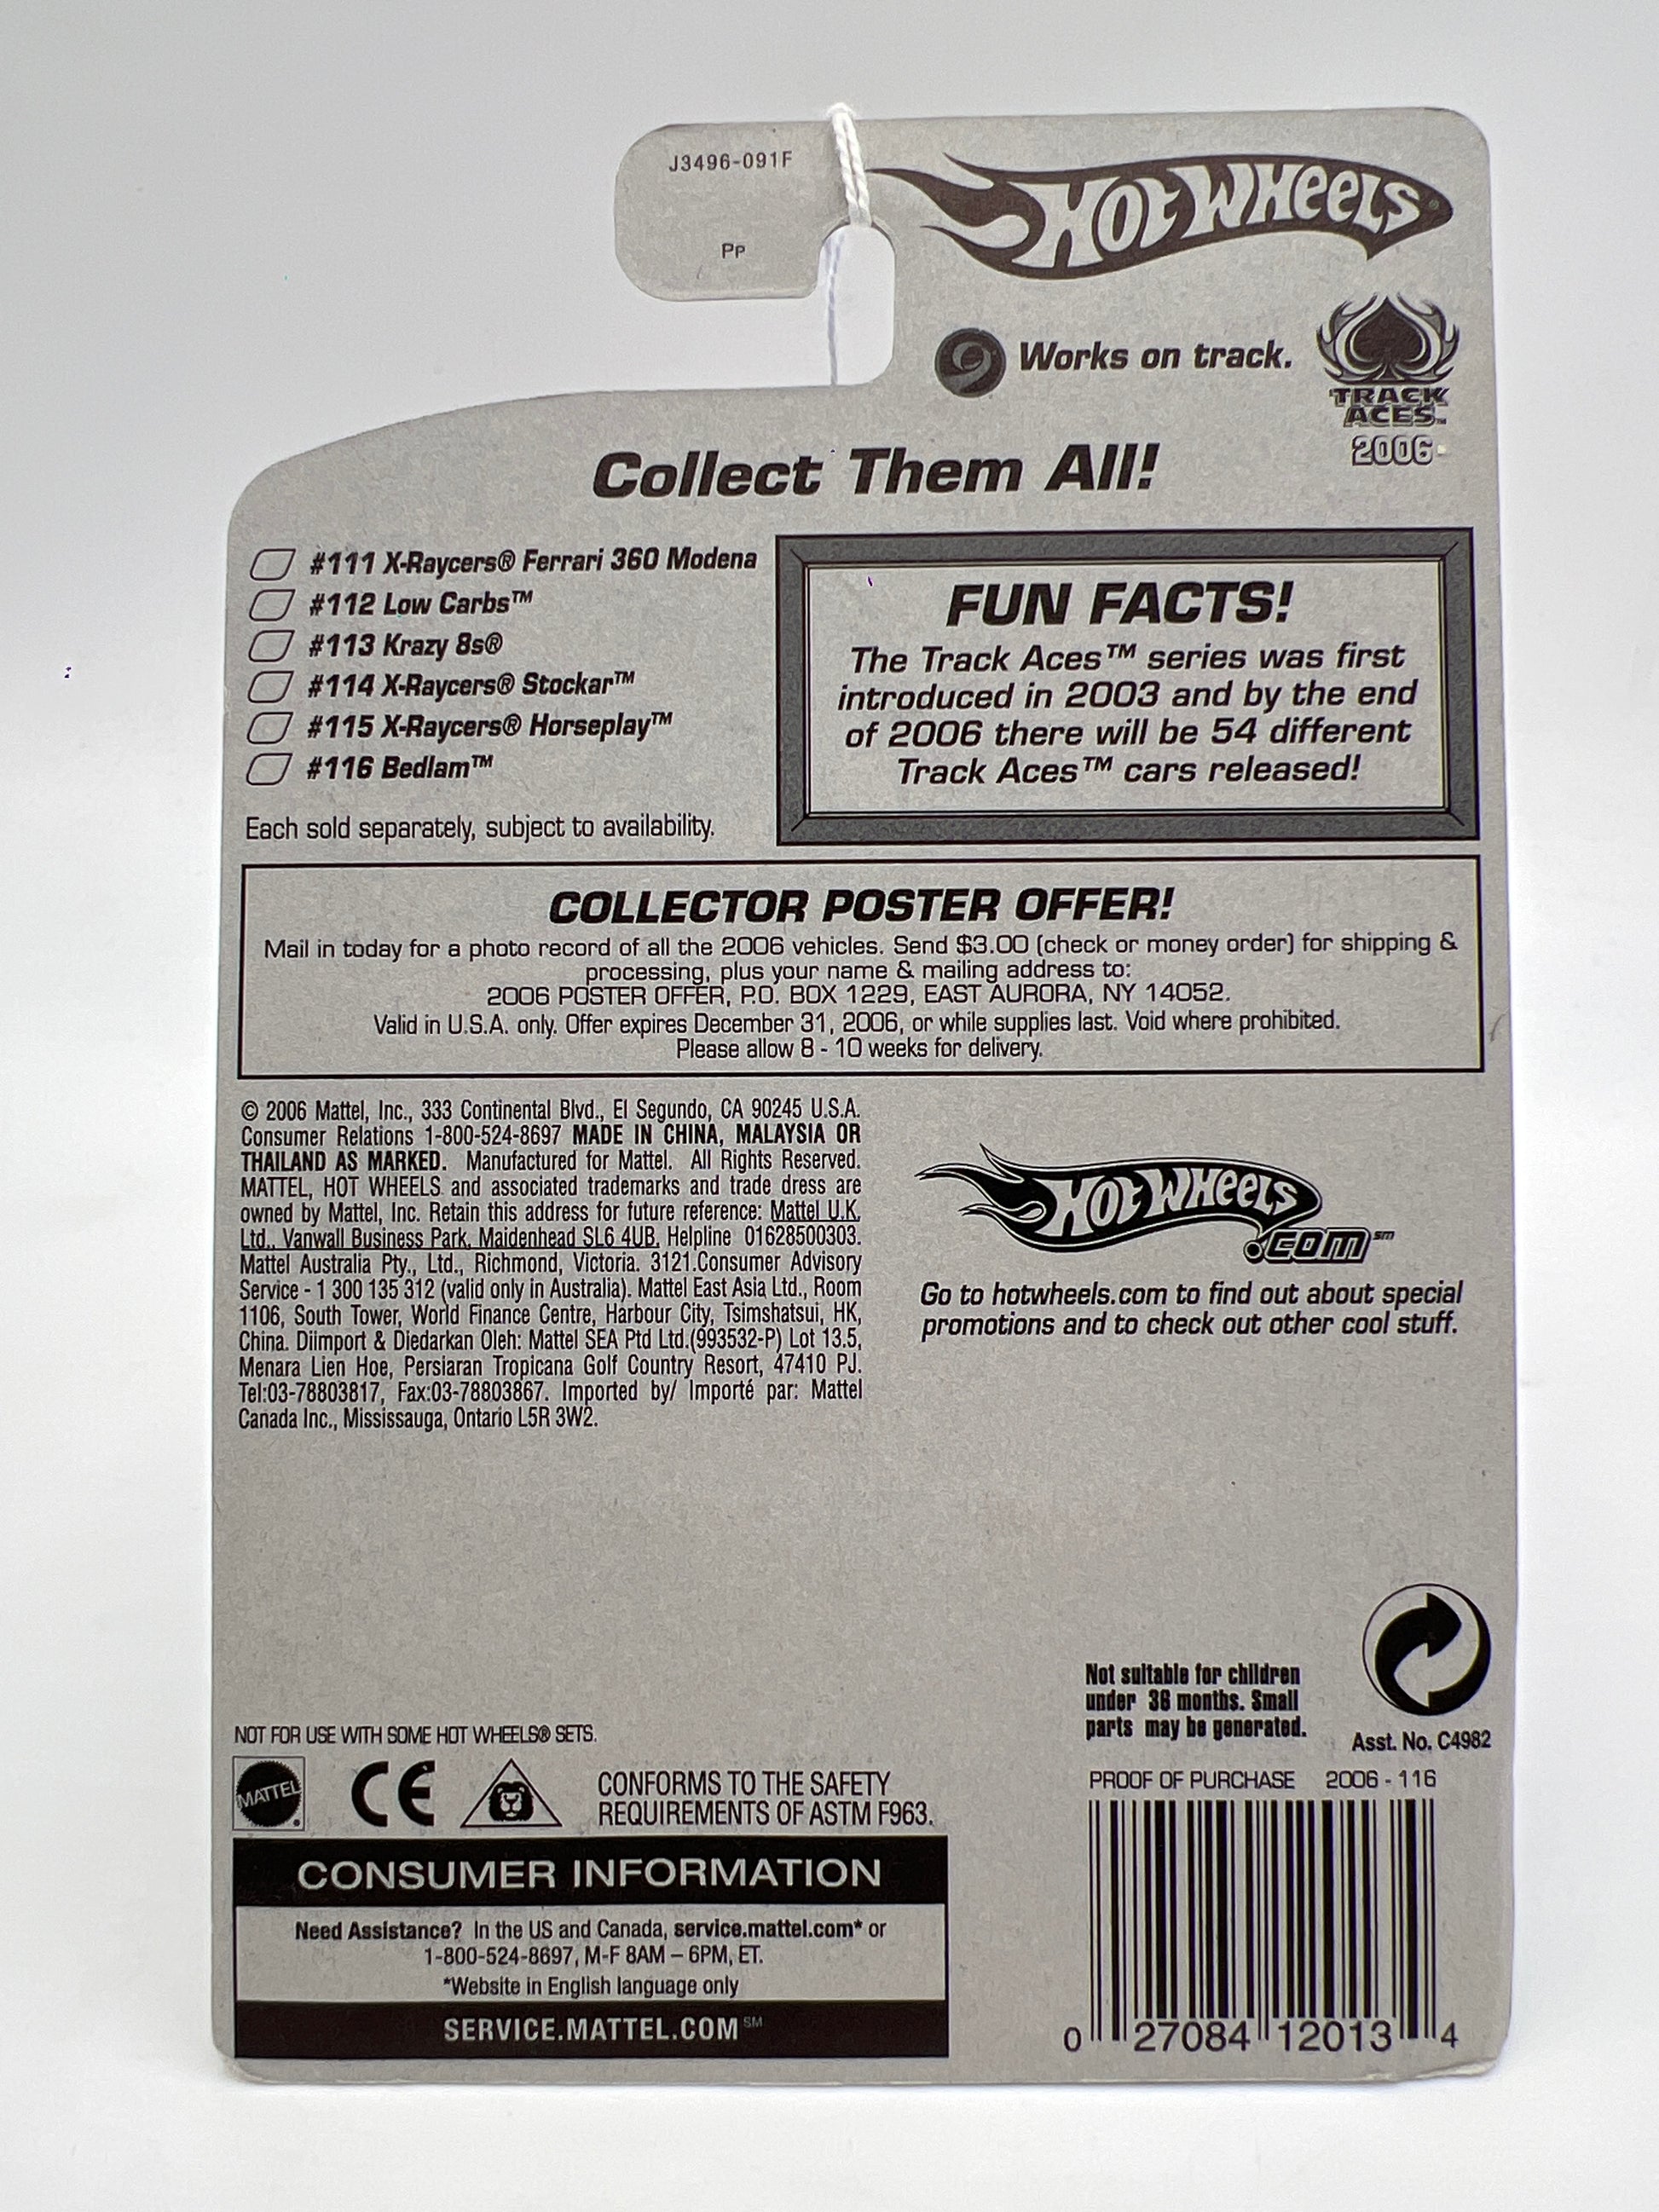 J3496-091F
Pp
HOT WHEELS
Works on track.
TRACK
ACES™
2006
Collect Them All!
#111 X-Raycers® Ferrari 360 Modena
#112 Low Carbs™
#113 Krazy 8s®
#114 X-Raycers® Stockar™
#115 X-Raycers® Horseplay™
#116 Bedlam™
Each sold separately, subject to availability.
FUN FACTS!
The Track Aces™ series was first
introduced in 2003 and by the end
of 2006 there will be 54 different
Track Aces™ cars released!
COLLECTOR POSTER OFFER!
Mail in today for a photo record of all the 2006 vehicles. Send $3.00 (check or money order) for shipping &
processing, plus your name & mailing address to:
2006 POSTER OFFER, P.O. BOX 1229, EAST AURORA, NY 14052.
Valid in U.S.A. only. Offer expires December 31, 2006, or while supplies last. Void where prohibited.
Please allow 8 - 10 weeks for delivery.
© 2006 Mattel, Inc., 333 Continental Blvd., El Segundo, CA 90245 U.S.A.
Consumer Relations 1-800-524-8697 MADE IN CHINA, MALAYSIA OR
THAILAND AS MARKED. Manufactured for Mattel. All Rights Reserved.
MATTEL, HOT WHEELS and associated trademarks and trade dress are
owned by Mattel, Inc. Retain this address for future reference: Mattel U.K.
Ltd., Vanwall Business Park, Maidenhead SL6 4UB. Helpline 01628500303.
Mattel Australia Pty., Ltd., Richmond, Victoria. 3121.Consumer Advisory
Service - 1 300 135 312 (valid only in Australia). Mattel East Asia Ltd., Room
1106, South Tower, World Finance Centre, Harbour City, Tsimshatsui, HK,
China. Diimport & Diedarkan Oleh: Mattel SEA Ptd Ltd.(993532-P) Lot 13.5,
Menara Lien Hoe, Persiaran Tropicana Golf Country Resort, 47410 PJ.
Tel:03-78803817, Fax:03-78803867. Imported by/ Importé par: Mattel
Canada Inc., Mississauga, Ontario L5R 3W2.
HOT WHEELS
.COM℠
Go to hotwheels.com to find out about special
promotions and to check out other cool stuff.
Not suitable for children
under 36 months. Small
parts may be generated.
Asst. No. C4982
NOT FOR USE WITH SOME HOT WHEELS® SETS.
MATTEL
CE
CONFORMS TO THE SAFETY
REQUIREMENTS OF ASTM F963.
PROOF OF PURCHASE 2006 - 116
0 27084 12013 4
CONSUMER INFORMATION
Need Assistance? In the US and Canada, service.mattel.com* or
1-800-524-8697, M-F 8AM – 6PM, ET.
*Website in English language only
SERVICE.MATTEL.COM℠